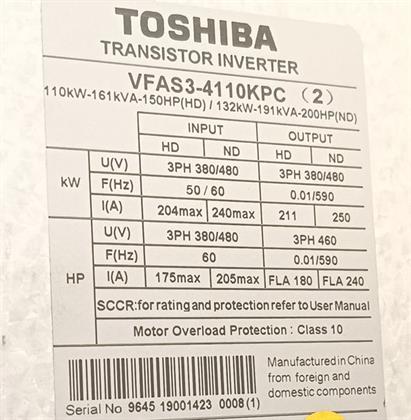 TOSHIBA
TRANSISTOR INVERTER
VFAS3-4110KPC (2)
110kW-161kVA-150HP(HD) / 132kW-191kVA-200HP(ND)
INPUT OUTPUT
HD ND HD ND
kW U(V) 3PH 380/480 3PH 380/480
F(Hz) 50 / 60 0.01/590
I(A) 204max 240max 211 250
HP U(V) 3PH 380/480 3PH 460
F(Hz) 60 0.01/590
I(A) 175max 205max FLA 180 FLA 240
SCCR:for rating and protection refer to User Manual
Motor Overload Protection : Class 10
Manufactured in China
from foreign and
domestic components
Serial No 9645 19001423 0008(1)